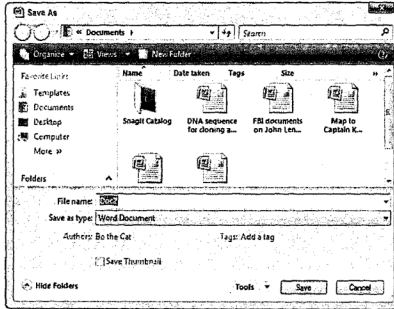 Save As
« Documents Search
Organize Views New Folder
Favorite Links Name Date taken Tags Size »
Templates
Documents
Desktop
Computer
More »
Snagit Catalog DNA sequence FBI documents Map to
for cloning a... on John Len... Captain K...
Folders
File name:
Save as type: Word Document
Authors: Bo the Cat Tags: Add a tag
Save Thumbnail
Hide Folders Tools Save Cancel